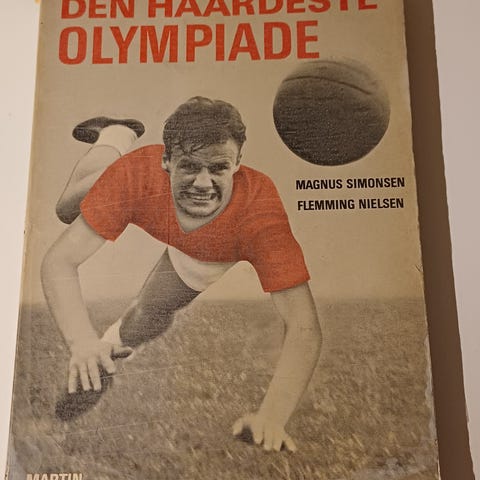 DEN HAARDESTE
OLYMPIADE
MAGNUS SIMONSEN
FLEMMING NIELSEN
MARTIN